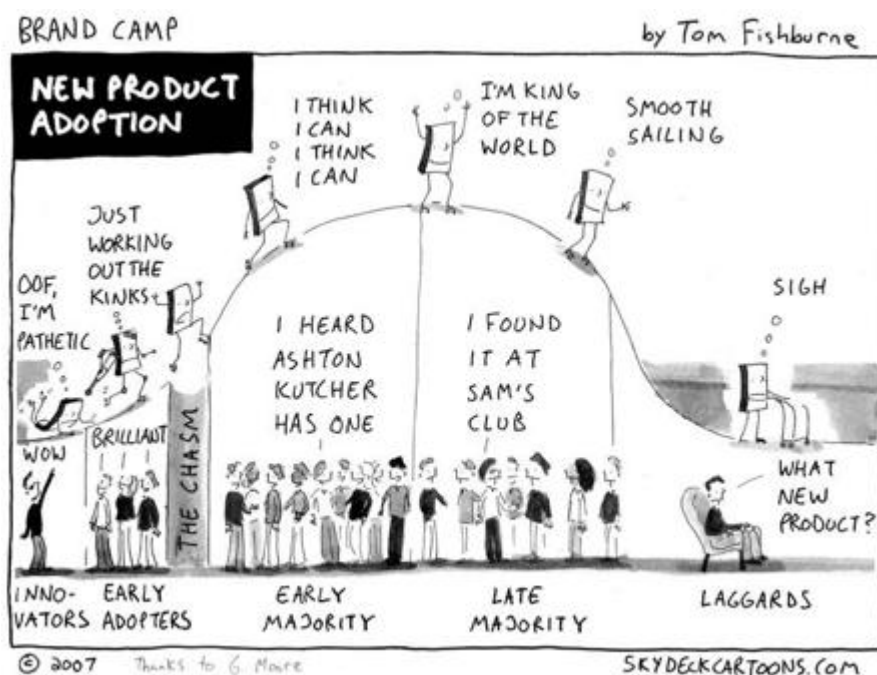 BRAND CAMP
by Tom Fishburne
NEW PRODUCT
ADOPTION
OOF,
I'M
PATHETIC
JUST
WORKING
OUT THE
KINKS
I THINK
I CAN
I THINK
I CAN
I'M KING
OF THE
WORLD
SMOOTH
SAILING
SIGH
WOW
BRILLIANT
THE CHASM
I HEARD
ASHTON
KUTCHER
HAS ONE
I FOUND
IT AT
SAM'S
CLUB
WHAT
NEW
PRODUCT?
INNO-
VATORS
EARLY
ADOPTERS
EARLY
MAJORITY
LATE
MAJORITY
LAGGARDS
© 2007
Thanks to G. Moore
SKYDECKCARTOONS.COM